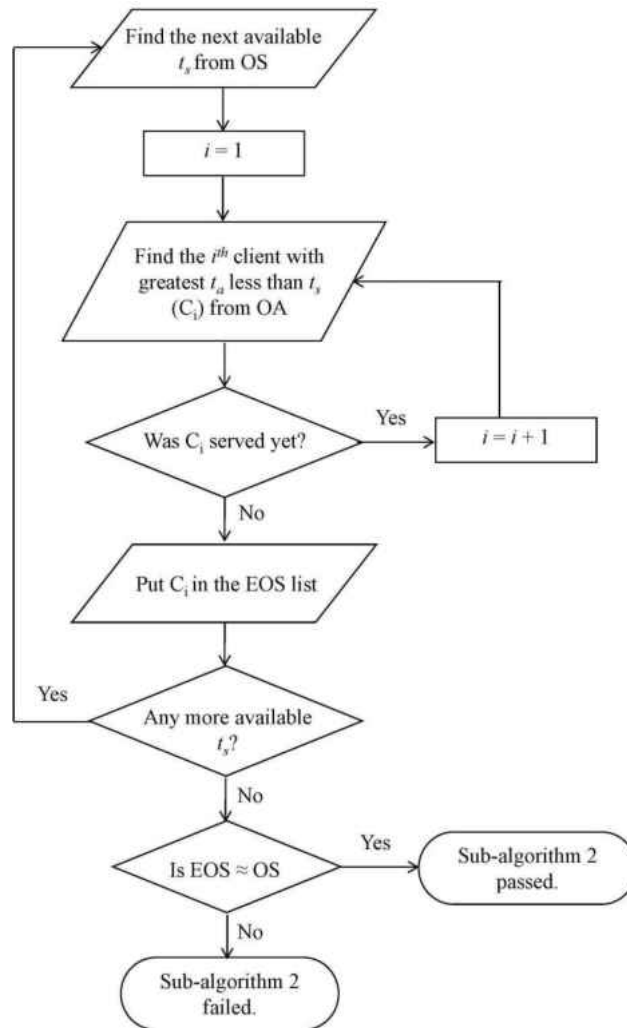 Find the next available
t_s from OS
i = 1
Find the i^th client with
greatest t_a less than t_s
(C_i) from OA
Was C_i served yet?
Yes
i = i + 1
No
Put C_i in the EOS list
Yes
Any more available
t_s?
No
Is EOS ≈ OS
Yes
Sub-algorithm 2
passed.
No
Sub-algorithm 2
failed.